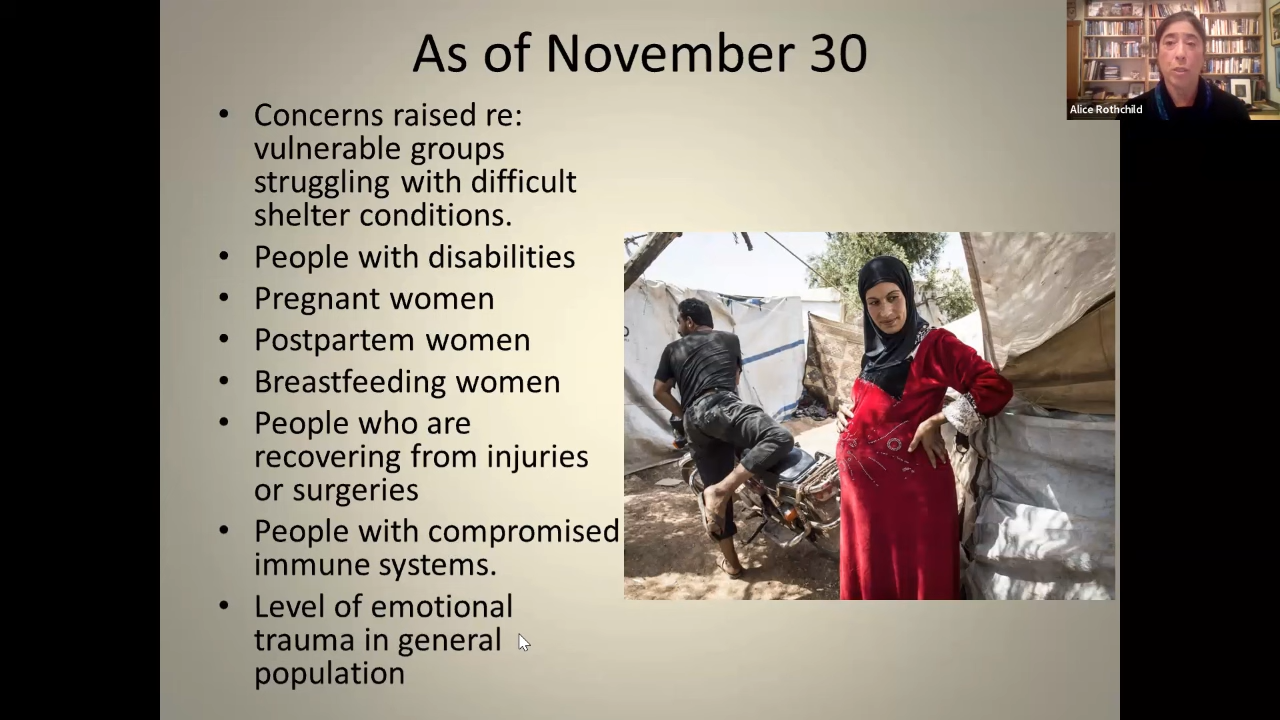 As of November 30
Alice Rothchild
• Concerns raised re:
vulnerable groups
struggling with difficult
shelter conditions.
• People with disabilities
• Pregnant women
• Postpartem women
• Breastfeeding women
• People who are
recovering from injuries
or surgeries
• People with compromised
immune systems.
• Level of emotional
trauma in general
population